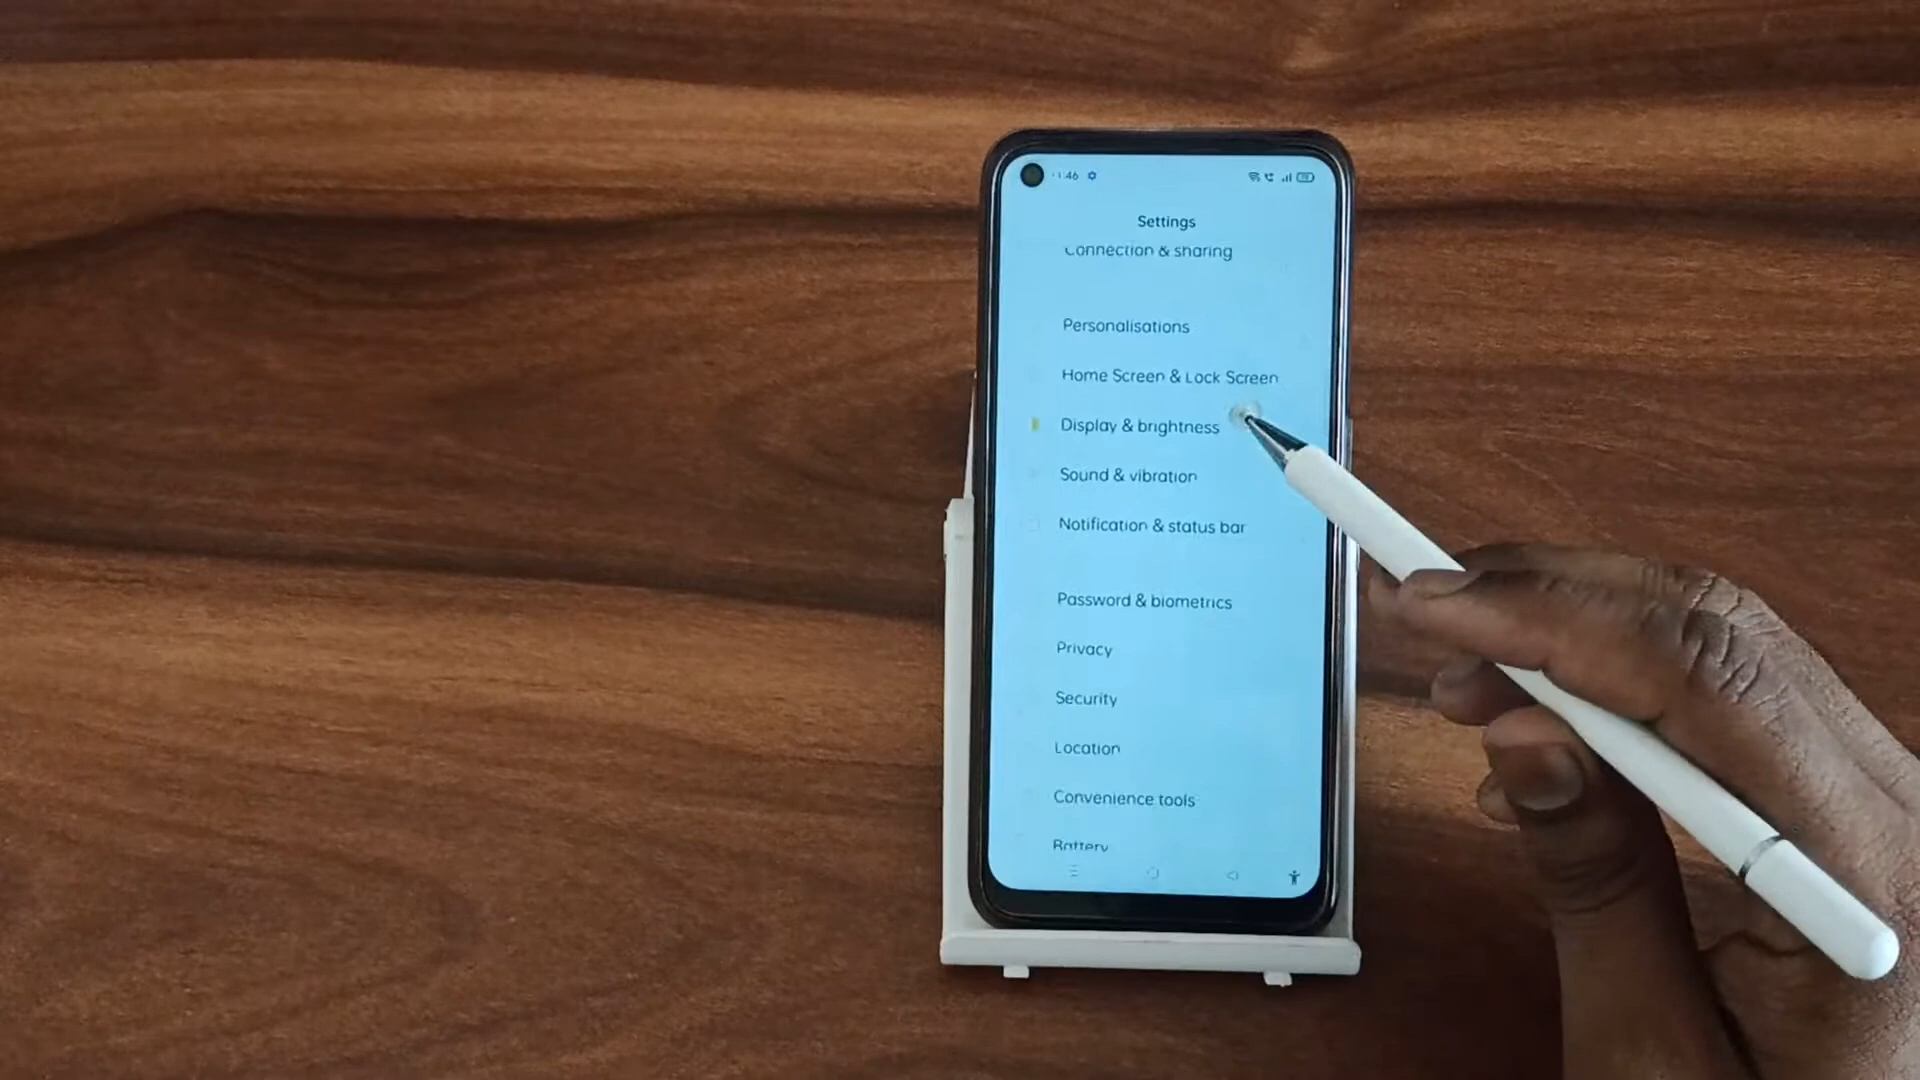 Settings
Connection & sharing
Personalisations
Home Screen & Lock Screen
Display & brightness
Sound & vibration
Notification & status bar
Password & biometrics
Privacy
Security
Location
Convenience tools
Battery